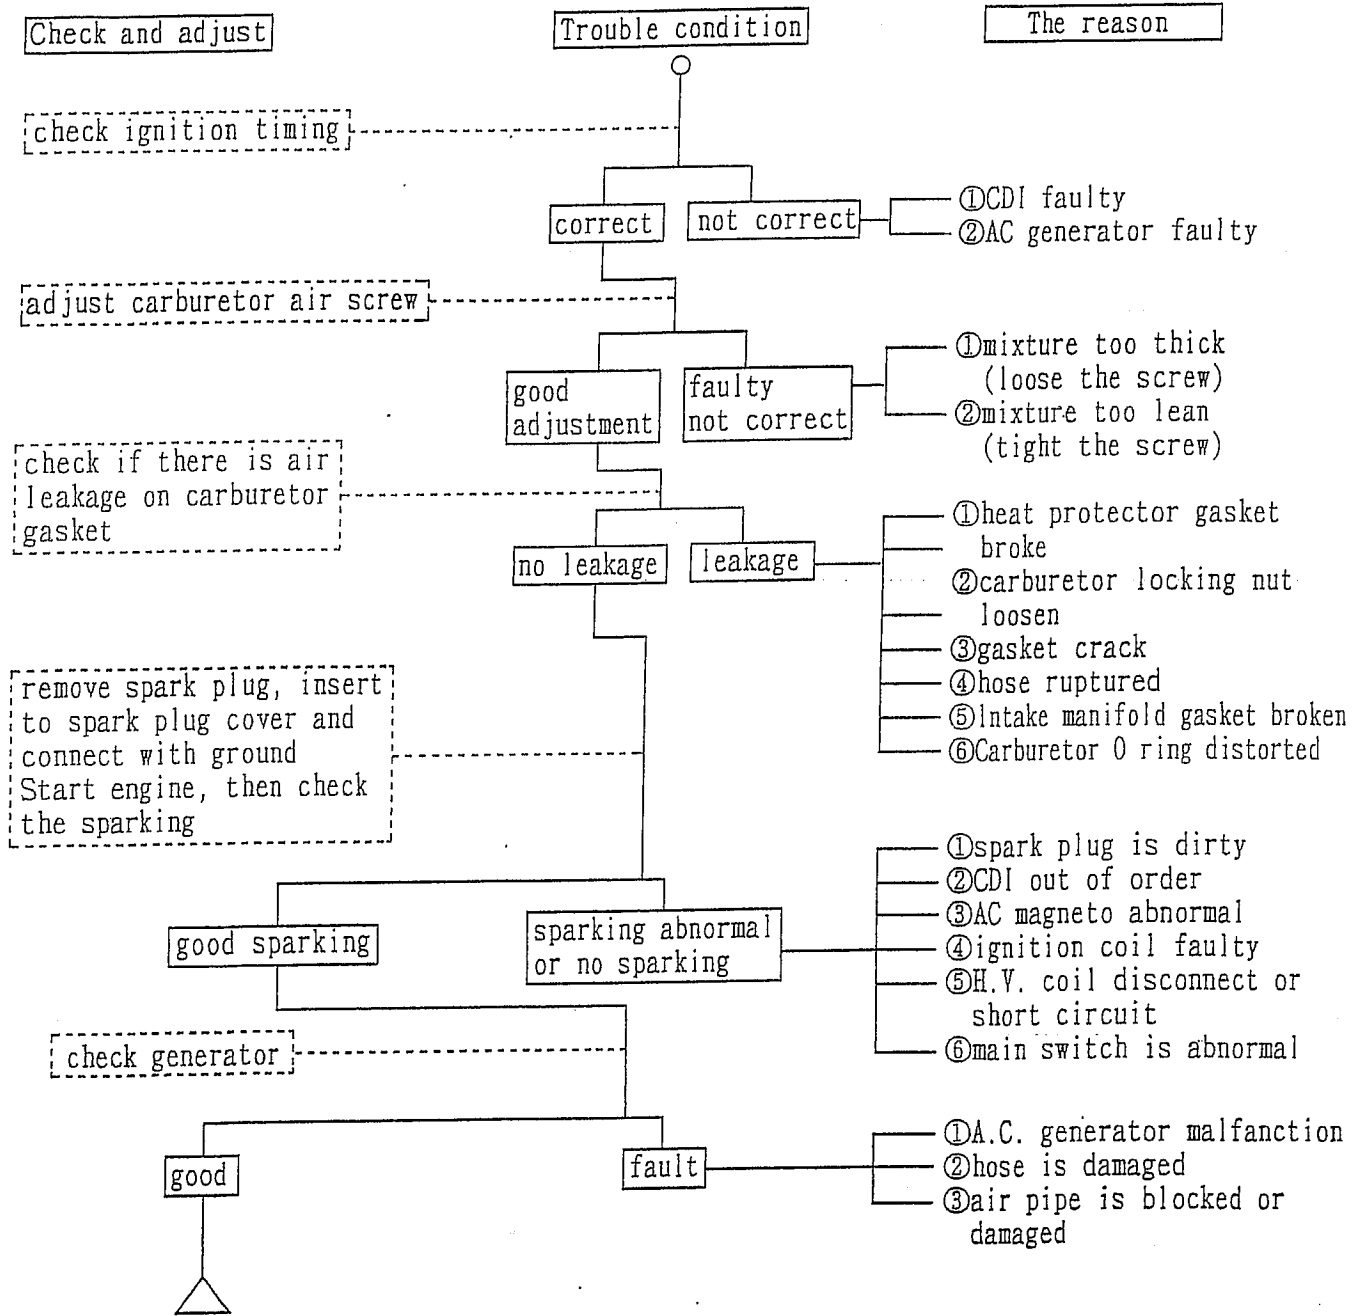 Check and adjust
Trouble condition
The reason
check ignition timing
correct
not correct
①CDI faulty
②AC generator faulty
adjust carburetor air screw
good
adjustment
faulty
not correct
①mixture too thick
(loose the screw)
②mixture too lean
(tight the screw)
check if there is air
leakage on carburetor
gasket
no leakage
leakage
①heat protector gasket
broke
②carburetor locking nut
loosen
③gasket crack
④hose ruptured
⑤Intake manifold gasket broken
⑥Carburetor O ring distorted
remove spark plug, insert
to spark plug cover and
connect with ground
Start engine, then check
the sparking
good sparking
sparking abnormal
or no sparking
①spark plug is dirty
②CDI out of order
③AC magneto abnormal
④ignition coil faulty
⑤H.V. coil disconnect or
short circuit
⑥main switch is abnormal
check generator
good
fault
①A.C. generator malfanction
②hose is damaged
③air pipe is blocked or
damaged